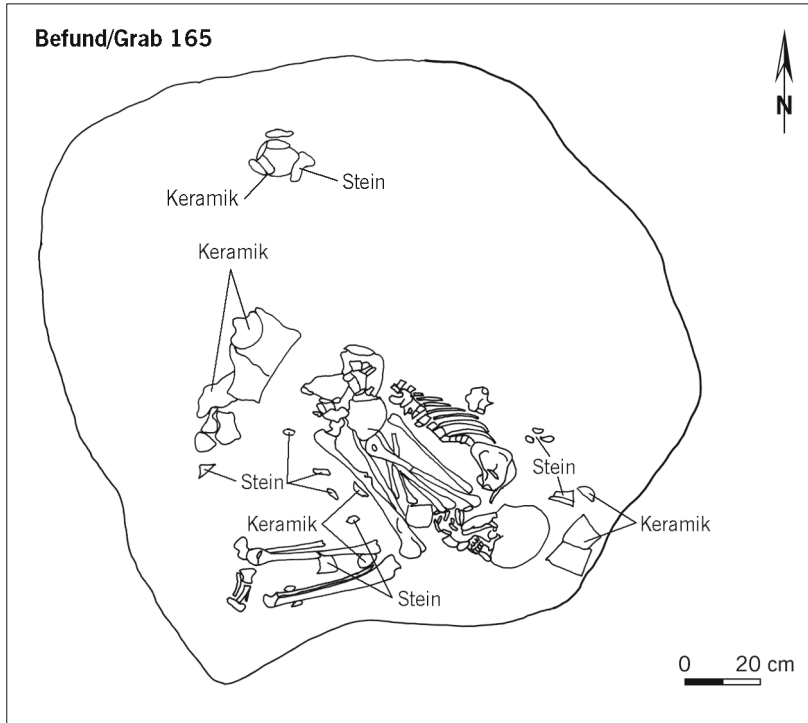 Befund/Grab 165
N
Keramik
Stein
Keramik
Stein
Stein
Keramik
Keramik
Stein
0 20 cm